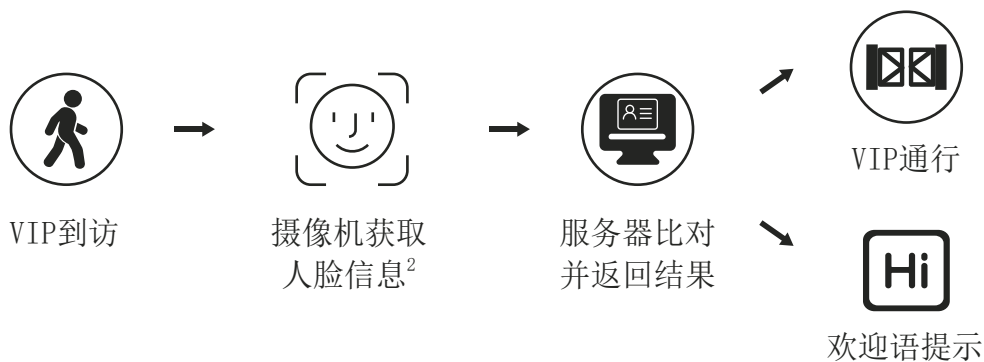 VIP到访
摄像机获取
人脸信息²
服务器比对
并返回结果
VIP通行
Hi
欢迎语提示